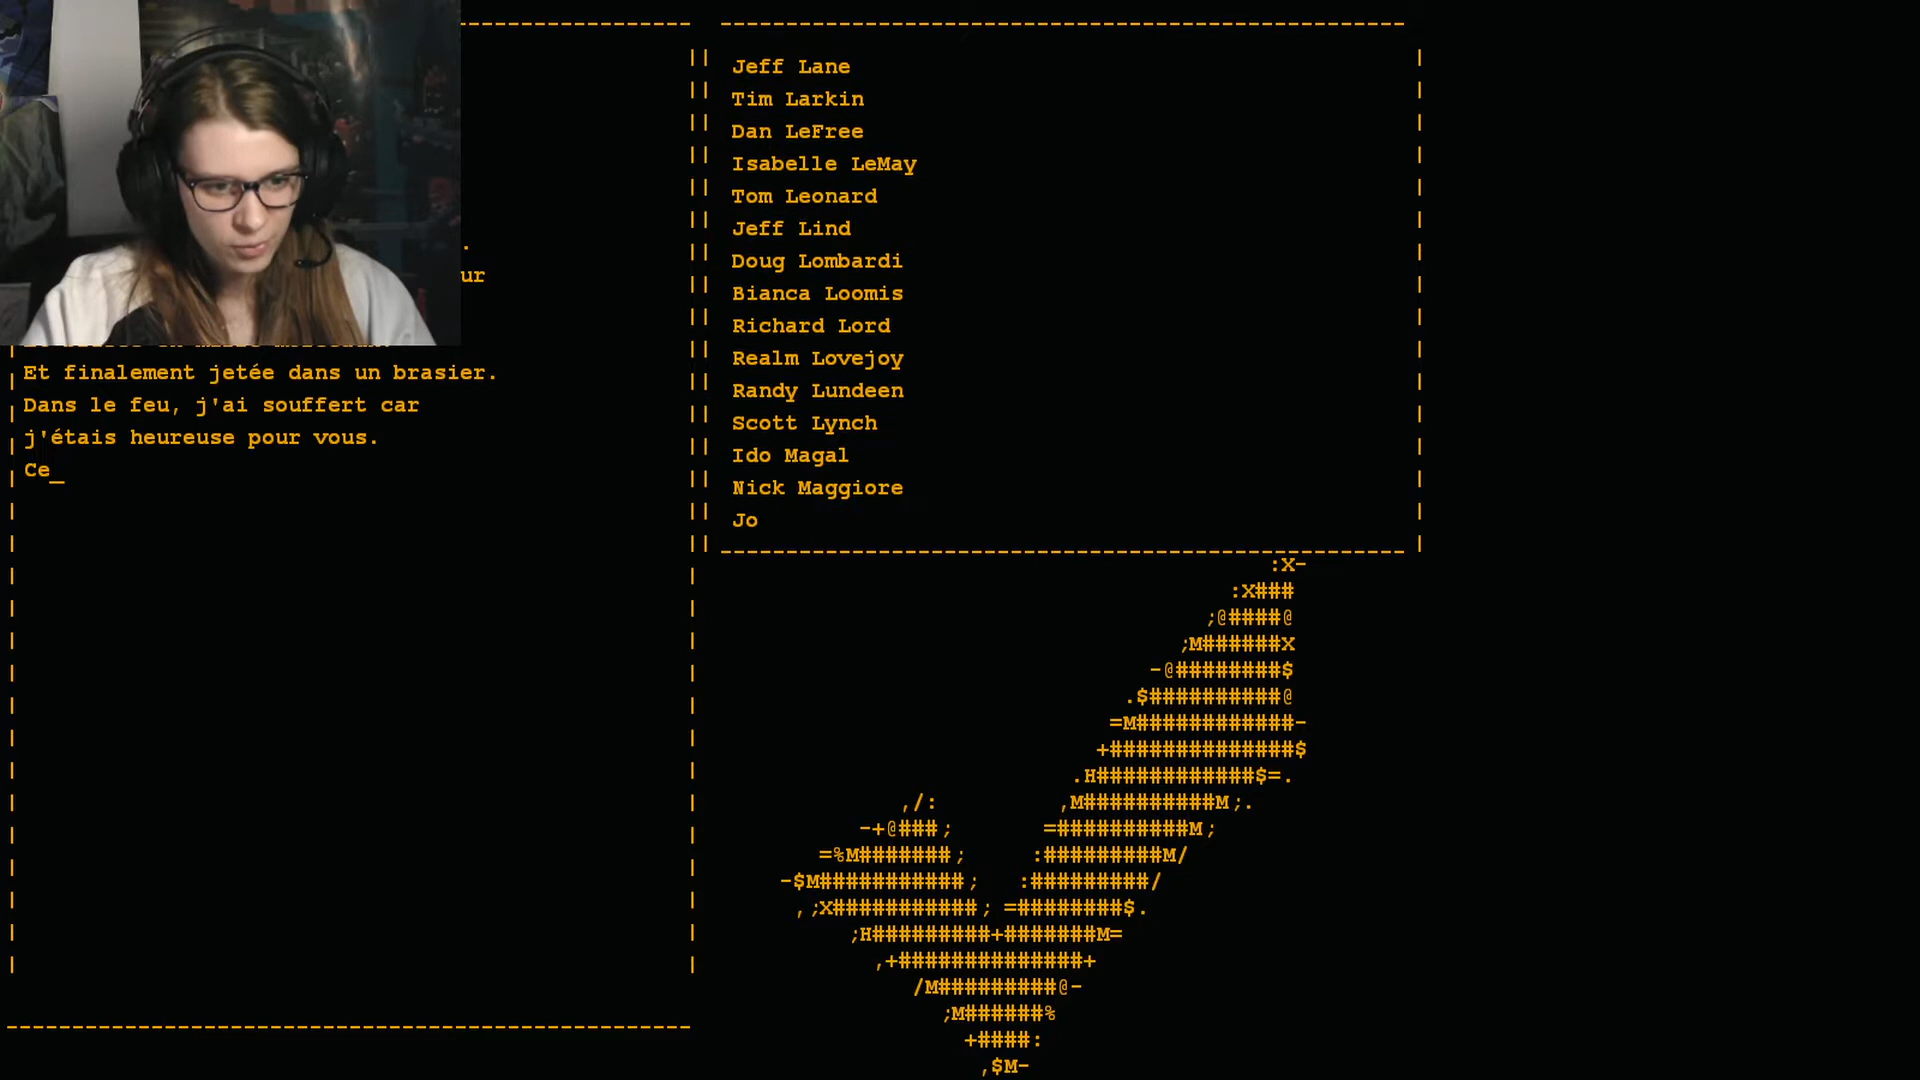 ur
Et finalement jetée dans un brasier.
Dans le feu, j'ai souffert car
j'étais heureuse pour vous.
Ce_
Jeff Lane
Tim Larkin
Dan LeFree
Isabelle LeMay
Tom Leonard
Jeff Lind
Doug Lombardi
Bianca Loomis
Richard Lord
Realm Lovejoy
Randy Lundeen
Scott Lynch
Ido Magal
Nick Maggiore
Jo